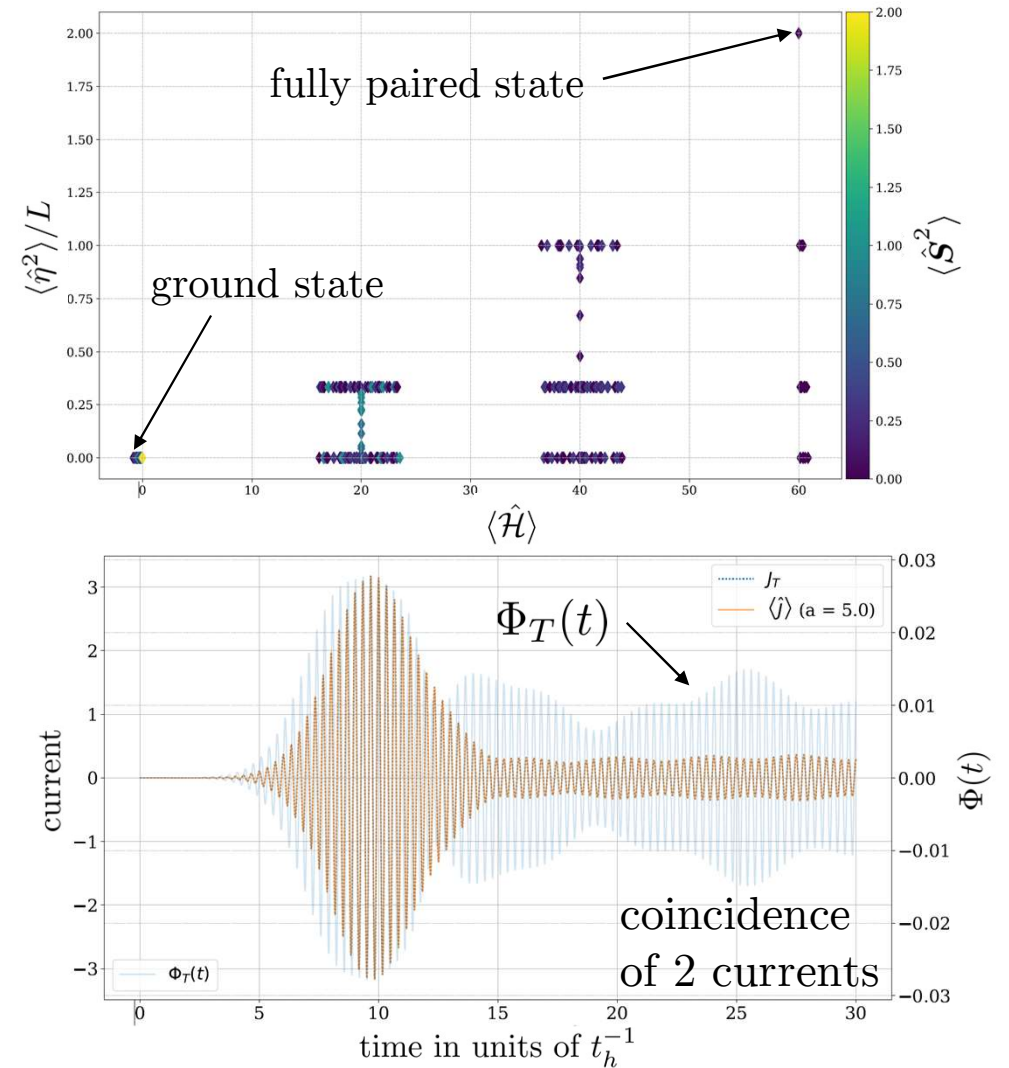 2.00
1.75
1.50
1.25
1.00
0.75
0.50
0.25
0.00
⟨η̂²⟩/L
fully paired state
ground state
0 10 20 30 40 50 60
⟨Ĥ⟩
2.00
1.75
1.50
1.25
1.00
0.75
0.50
0.25
0.00
⟨Ŝ²⟩
3
2
1
0
−1
−2
−3
current
J_T
⟨ĵ⟩ (a = 5.0)
Φ_T(t)
coincidence
of 2 currents
Φ_T(t)
0.03
0.02
0.01
0.00
−0.01
−0.02
−0.03
Φ(t)
0 5 10 15 20 25 30
time in units of t_h^{-1}